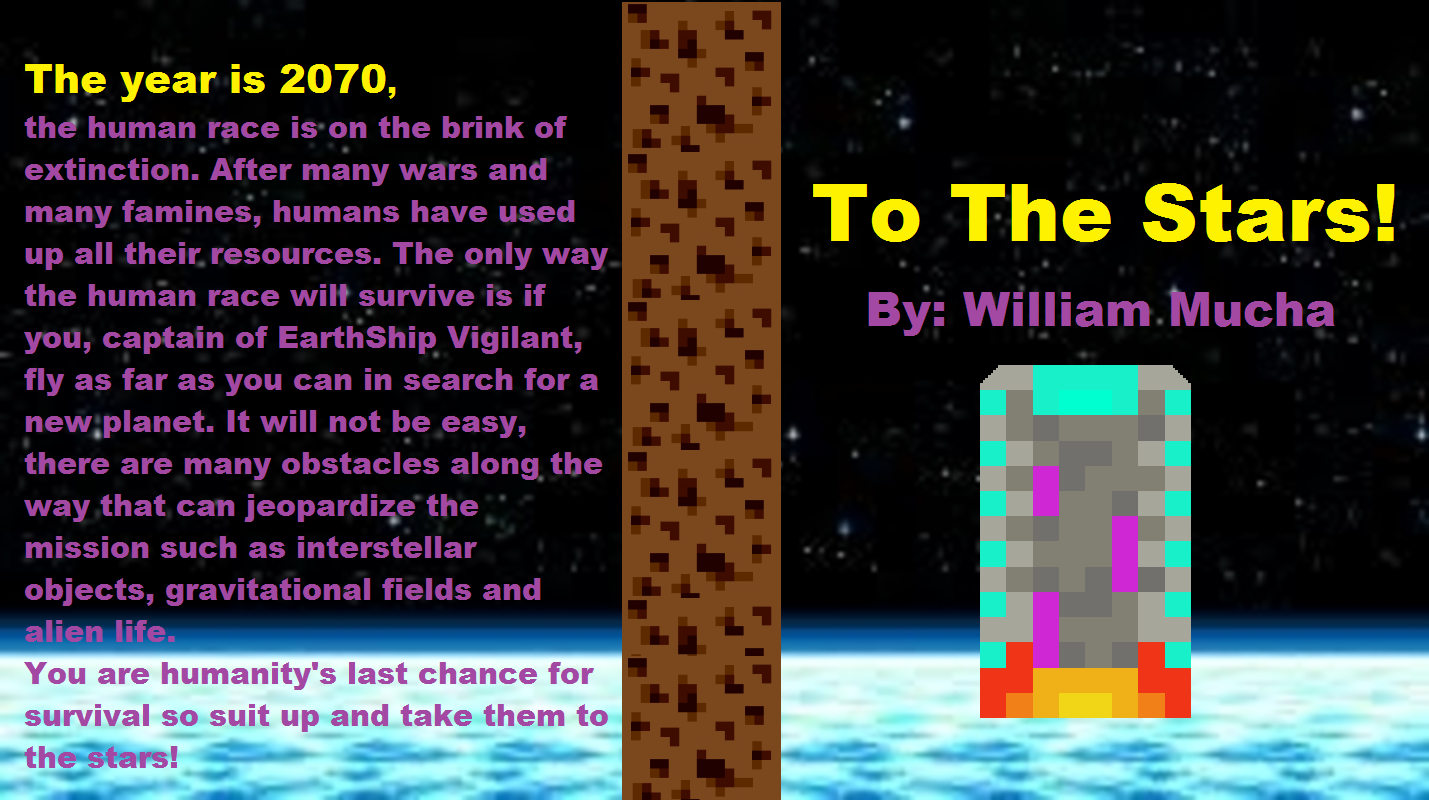 The year is 2070,
the human race is on the brink of
extinction. After many wars and
many famines, humans have used
up all their resources. The only way
the human race will survive is if
you, captain of EarthShip Vigilant,
fly as far as you can in search for a
new planet. It will not be easy,
there are many obstacles along the
way that can jeopardize the
mission such as interstellar
objects, gravitational fields and
alien life.
You are humanity's last chance for
survival so suit up and take them to
the stars!
To The Stars!
By: William Mucha